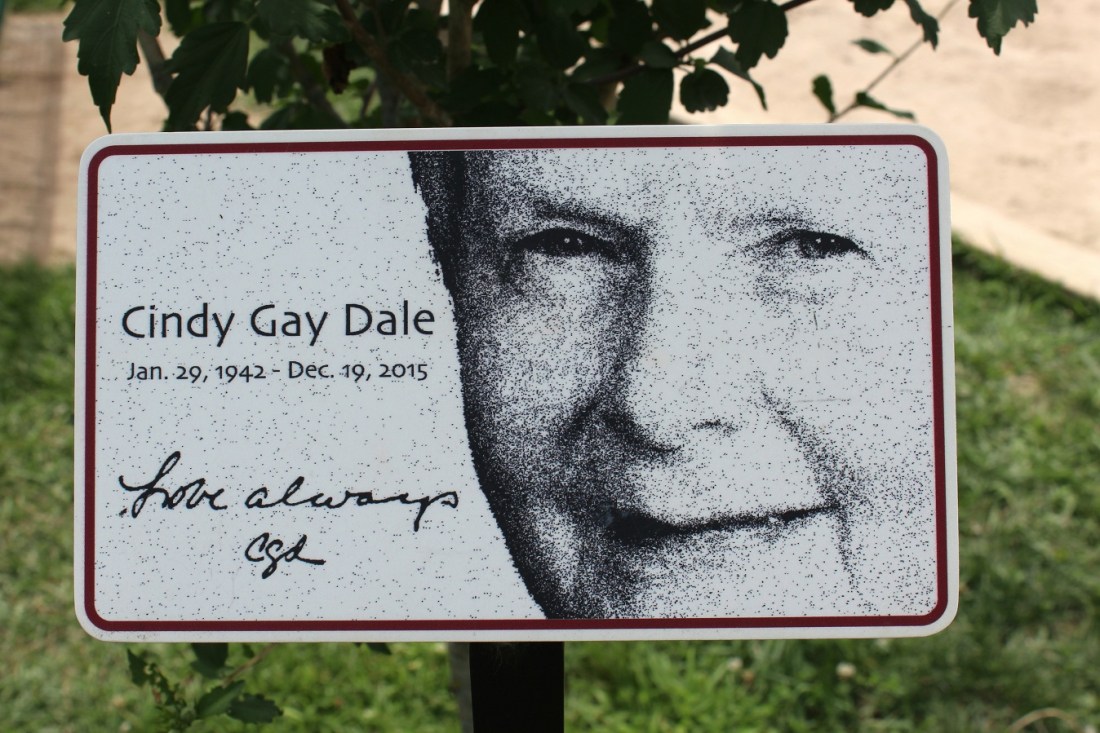 Cindy Gay Dale
Jan. 29, 1942 - Dec. 19, 2015
Love always
cgd